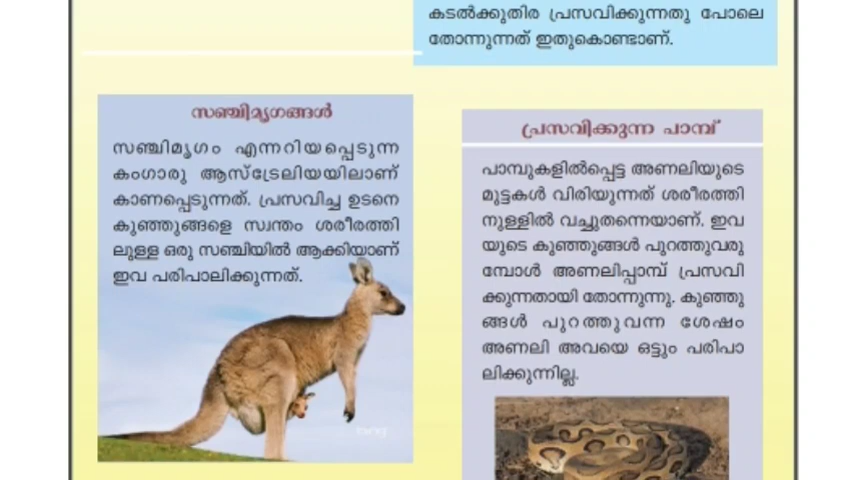 കടൽക്കുതിര പ്രസവിക്കുന്നതു പോലെ
തോന്നുന്നത് ഇതുകൊണ്ടാണ്.
സഞ്ചിമൃഗങ്ങൾ
സഞ്ചിമൃഗം എന്നറിയപ്പെടുന്ന
കംഗാരു ആസ്ട്രേലിയയിലാണ്
കാണപ്പെടുന്നത്. പ്രസവിച്ച ഉടനെ
കുഞ്ഞുങ്ങളെ സ്വന്തം ശരീരത്തി
ലുള്ള ഒരു സഞ്ചിയിൽ ആക്കിയാണ്
ഇവ പരിപാലിക്കുന്നത്.
പ്രസവിക്കുന്ന പാമ്പ്
പാമ്പുകളിൽപ്പെട്ട അണലിയുടെ
മുട്ടകൾ വിരിയുന്നത് ശരീരത്തി
നുള്ളിൽ വച്ചുതന്നെയാണ്. ഇവ
യുടെ കുഞ്ഞുങ്ങൾ പുറത്തുവരു
മ്പോൾ അണലിപ്പാമ്പ് പ്രസവി
ക്കുന്നതായി തോന്നുന്നു. കുഞ്ഞു
ങ്ങൾ പുറത്തുവന്ന ശേഷം
അണലി അവയെ ഒട്ടും പരിപാ
ലിക്കുന്നില്ല.